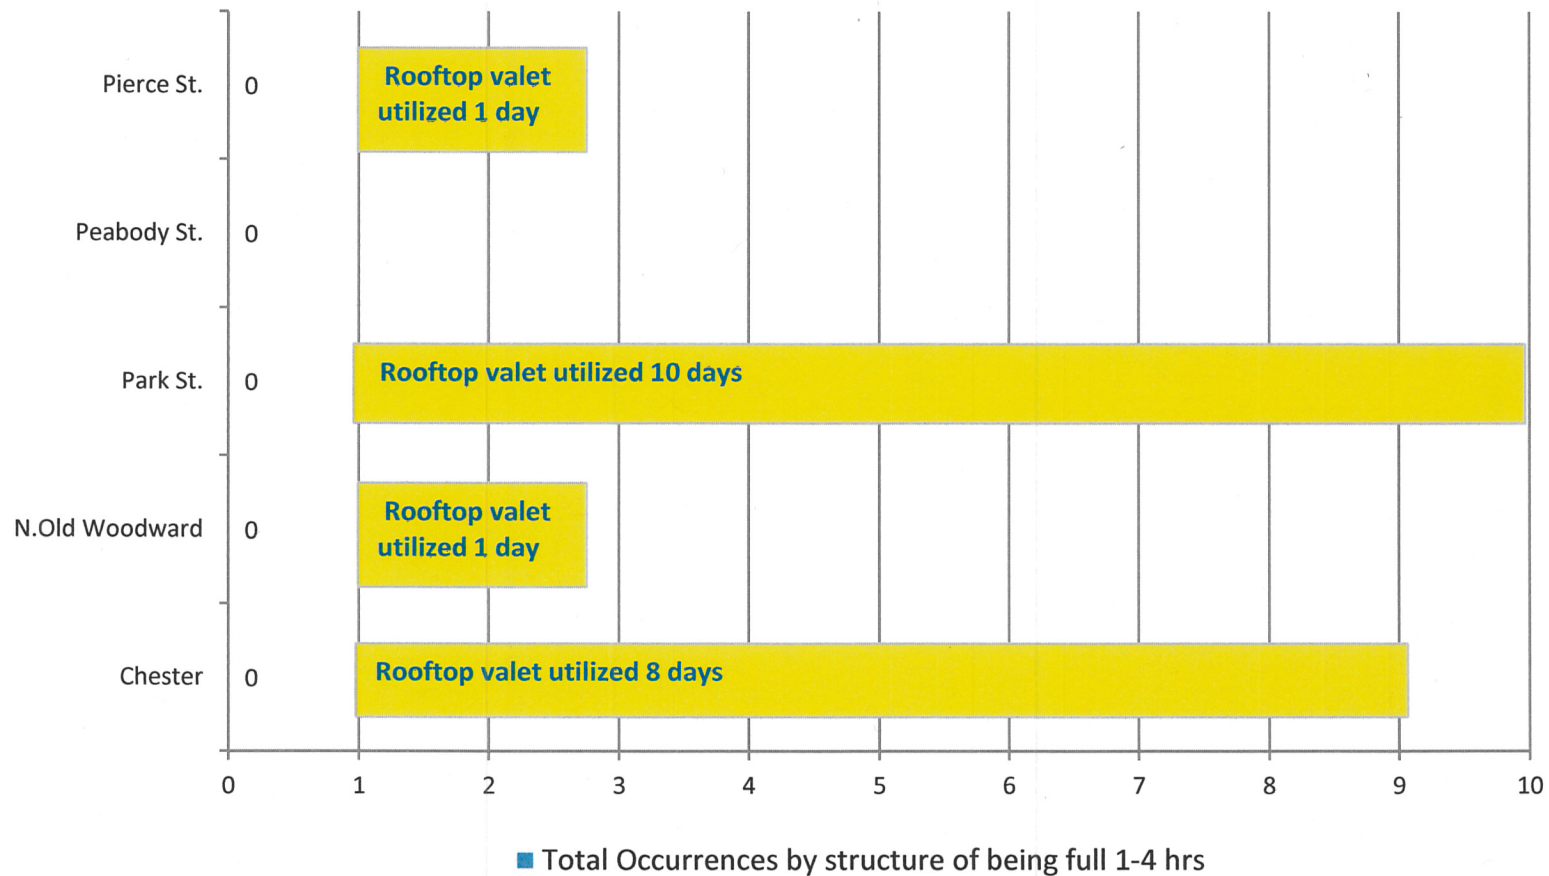 Pierce St.
0
Rooftop valet
utilized 1 day
Peabody St.
0
Park St.
0
Rooftop valet utilized 10 days
N.Old Woodward
0
Rooftop valet
utilized 1 day
Chester
0
Rooftop valet utilized 8 days
0 1 2 3 4 5 6 7 8 9 10
Total Occurrences by structure of being full 1-4 hrs